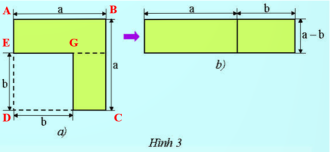 A a B a b
E G a a – b
b
b)
D b C
a)
Hình 3